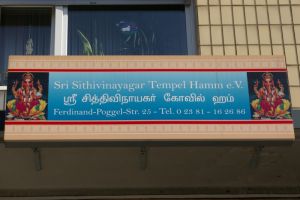 Sri Sithivinayagar Tempel Hamm e.V.
ஸ்ரீ சித்திவிநாயகர் கோவில் ஹம்
Ferdinand-Poggel-Str. 25 - Tel. 0 23 81 - 16 26 86